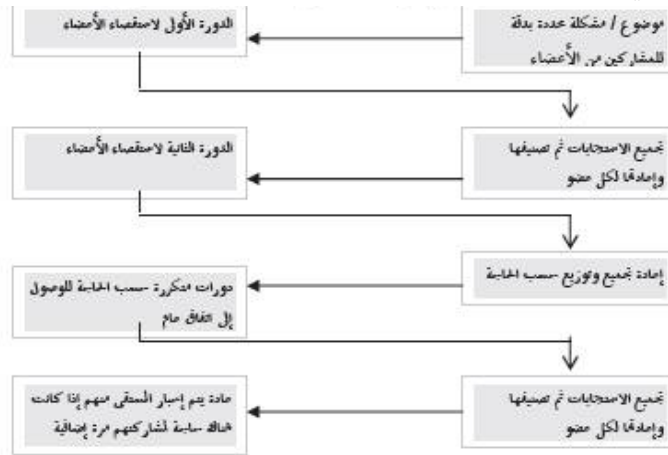 موضوع / مشكلة محددة بدقة
للمشاركين من الأعضاء
الدورة الأولى لاستقصاء الأعضاء
تجميع الاستجابات ثم تصنيفها
وإعادتها لكل عضو
الدورة الثانية لاستقصاء الأعضاء
إعادة تجميع وتوزيع حسب الحاجة
دورات متكررة حسب الحاجة للوصول
إلى اتفاق عام
تجميع الاستجابات ثم تصنيفها
وإعادتها لكل عضو
عادة يتم إخبار المستقى منهم إذا كانت
هناك حاجة لمشاركتهم مرة إضافية